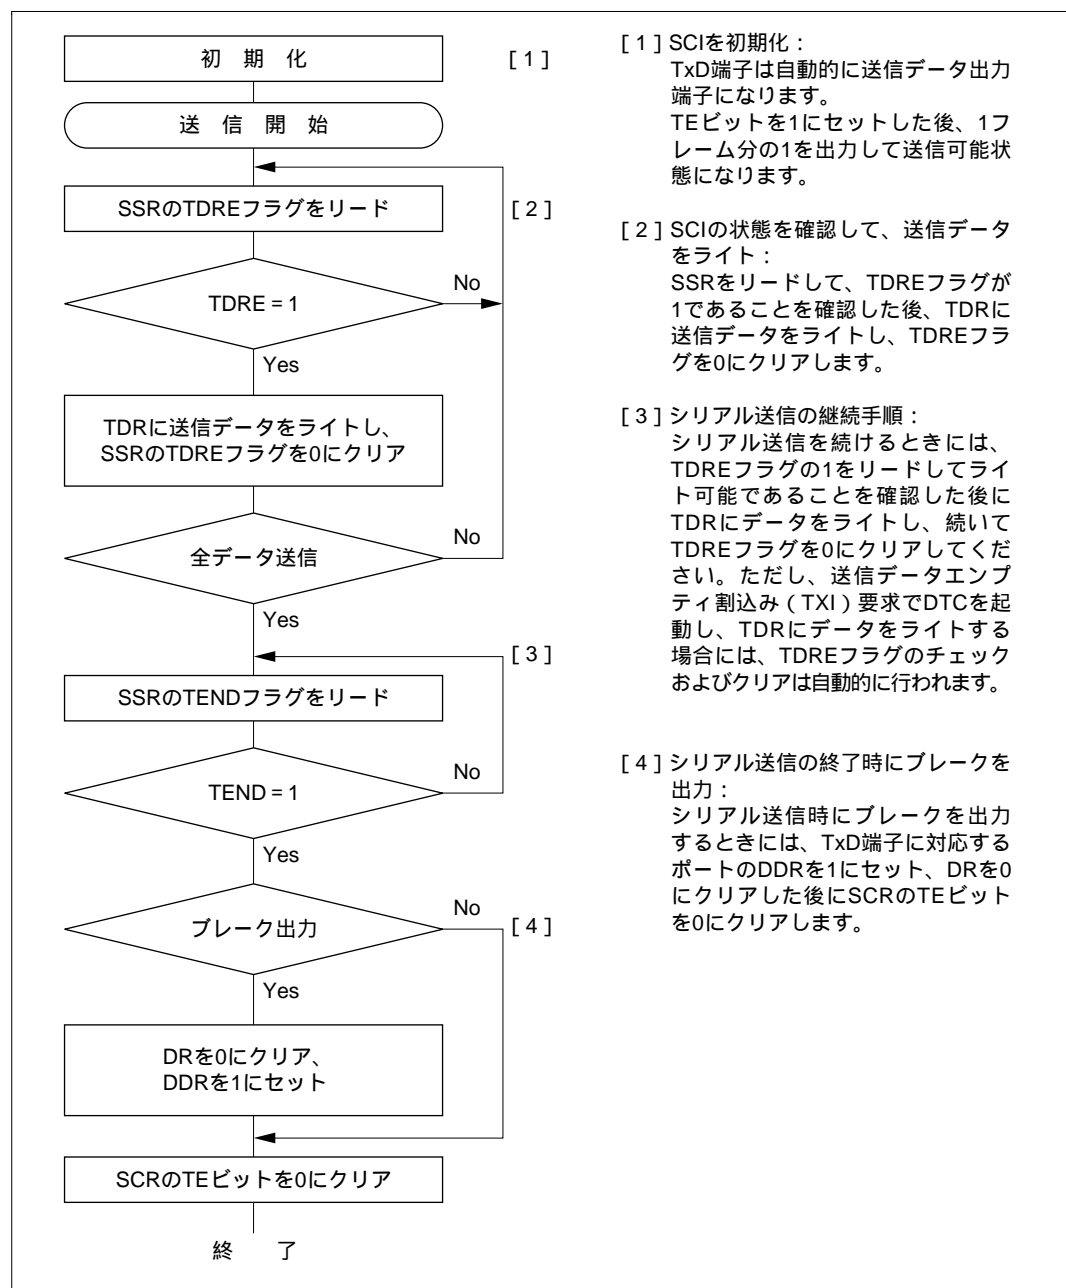 初 期 化
[ 1 ]
送 信 開 始
SSRのTDREフラグをリード
[ 2 ]
TDRE = 1
No
Yes
TDRに送信データをライトし、
SSRのTDREフラグを0にクリア
全データ送信
No
Yes
[ 3 ]
SSRのTENDフラグをリード
TEND = 1
No
Yes
ブレーク出力
No
[ 4 ]
Yes
DRを0にクリア、
DDRを1にセット
SCRのTEビットを0にクリア
終 了
[ 1 ] SCIを初期化：
TxD端子は自動的に送信データ出力
端子になります。
TEビットを1にセットした後、1フ
レーム分の1を出力して送信可能状
態になります。
[ 2 ] SCIの状態を確認して、送信データ
をライト：
SSRをリードして、TDREフラグが
1であることを確認した後、TDRに
送信データをライトし、TDREフラ
グを0にクリアします。
[ 3 ] シリアル送信の継続手順：
シリアル送信を続けるときには、
TDREフラグの1をリードしてライ
ト可能であることを確認した後に
TDRにデータをライトし、続いて
TDREフラグを0にクリアしてくだ
さい。ただし、送信データエンプ
ティ割込み（TXI）要求でDTCを起
動し、TDRにデータをライトする
場合には、TDREフラグのチェック
およびクリアは自動的に行われます。
[ 4 ] シリアル送信の終了時にブレークを
出力：
シリアル送信時にブレークを出力
するときには、TxD端子に対応する
ポートのDDRを1にセット、DRを0
にクリアした後にSCRのTEビット
を0にクリアします。